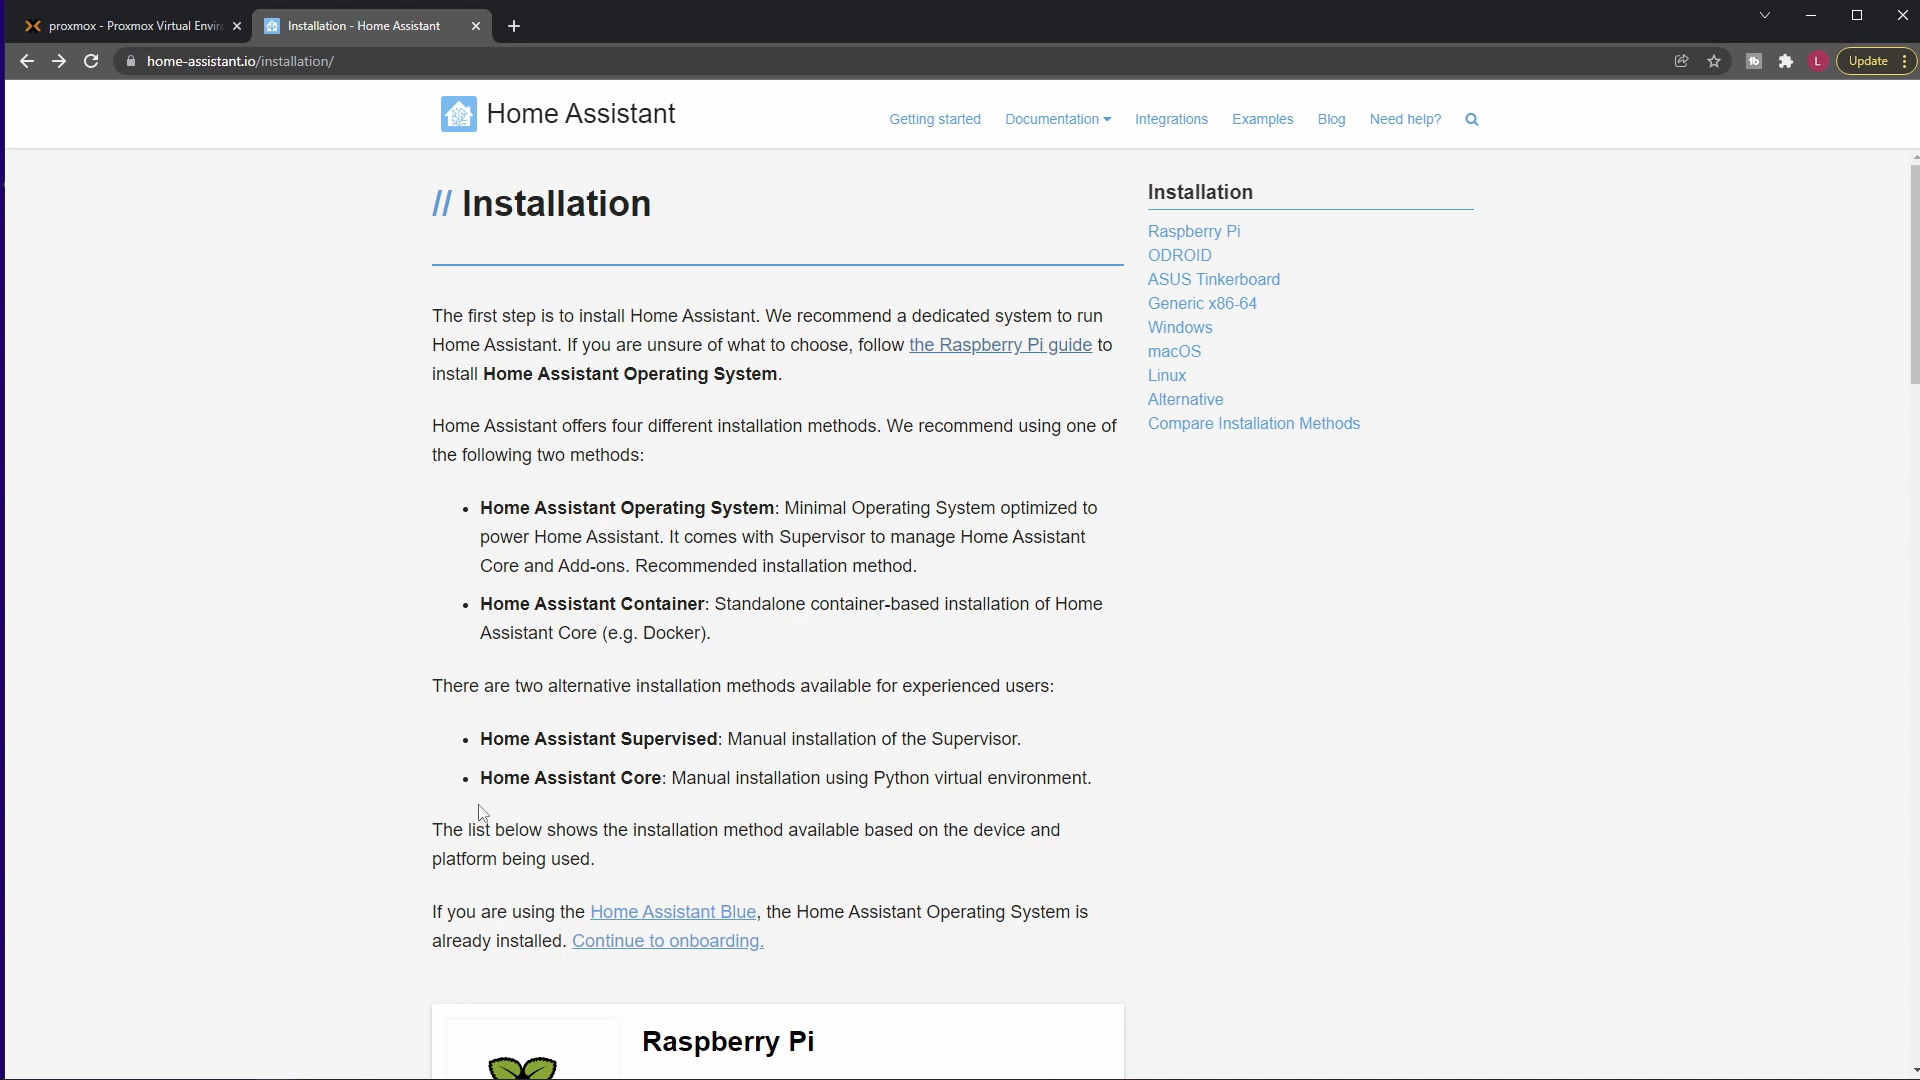 proxmox - Proxmox Virtual Envir
Installation - Home Assistant
home-assistant.io/installation/
L
Update
Home Assistant
Getting started
Documentation
Integrations
Examples
Blog
Need help?
// Installation
The first step is to install Home Assistant. We recommend a dedicated system to run
Home Assistant. If you are unsure of what to choose, follow the Raspberry Pi guide to
install Home Assistant Operating System.
Home Assistant offers four different installation methods. We recommend using one of
the following two methods:
• Home Assistant Operating System: Minimal Operating System optimized to
power Home Assistant. It comes with Supervisor to manage Home Assistant
Core and Add-ons. Recommended installation method.
• Home Assistant Container: Standalone container-based installation of Home
Assistant Core (e.g. Docker).
There are two alternative installation methods available for experienced users:
• Home Assistant Supervised: Manual installation of the Supervisor.
• Home Assistant Core: Manual installation using Python virtual environment.
The list below shows the installation method available based on the device and
platform being used.
If you are using the Home Assistant Blue, the Home Assistant Operating System is
already installed. Continue to onboarding.
Raspberry Pi
Installation
Raspberry Pi
ODROID
ASUS Tinkerboard
Generic x86-64
Windows
macOS
Linux
Alternative
Compare Installation Methods